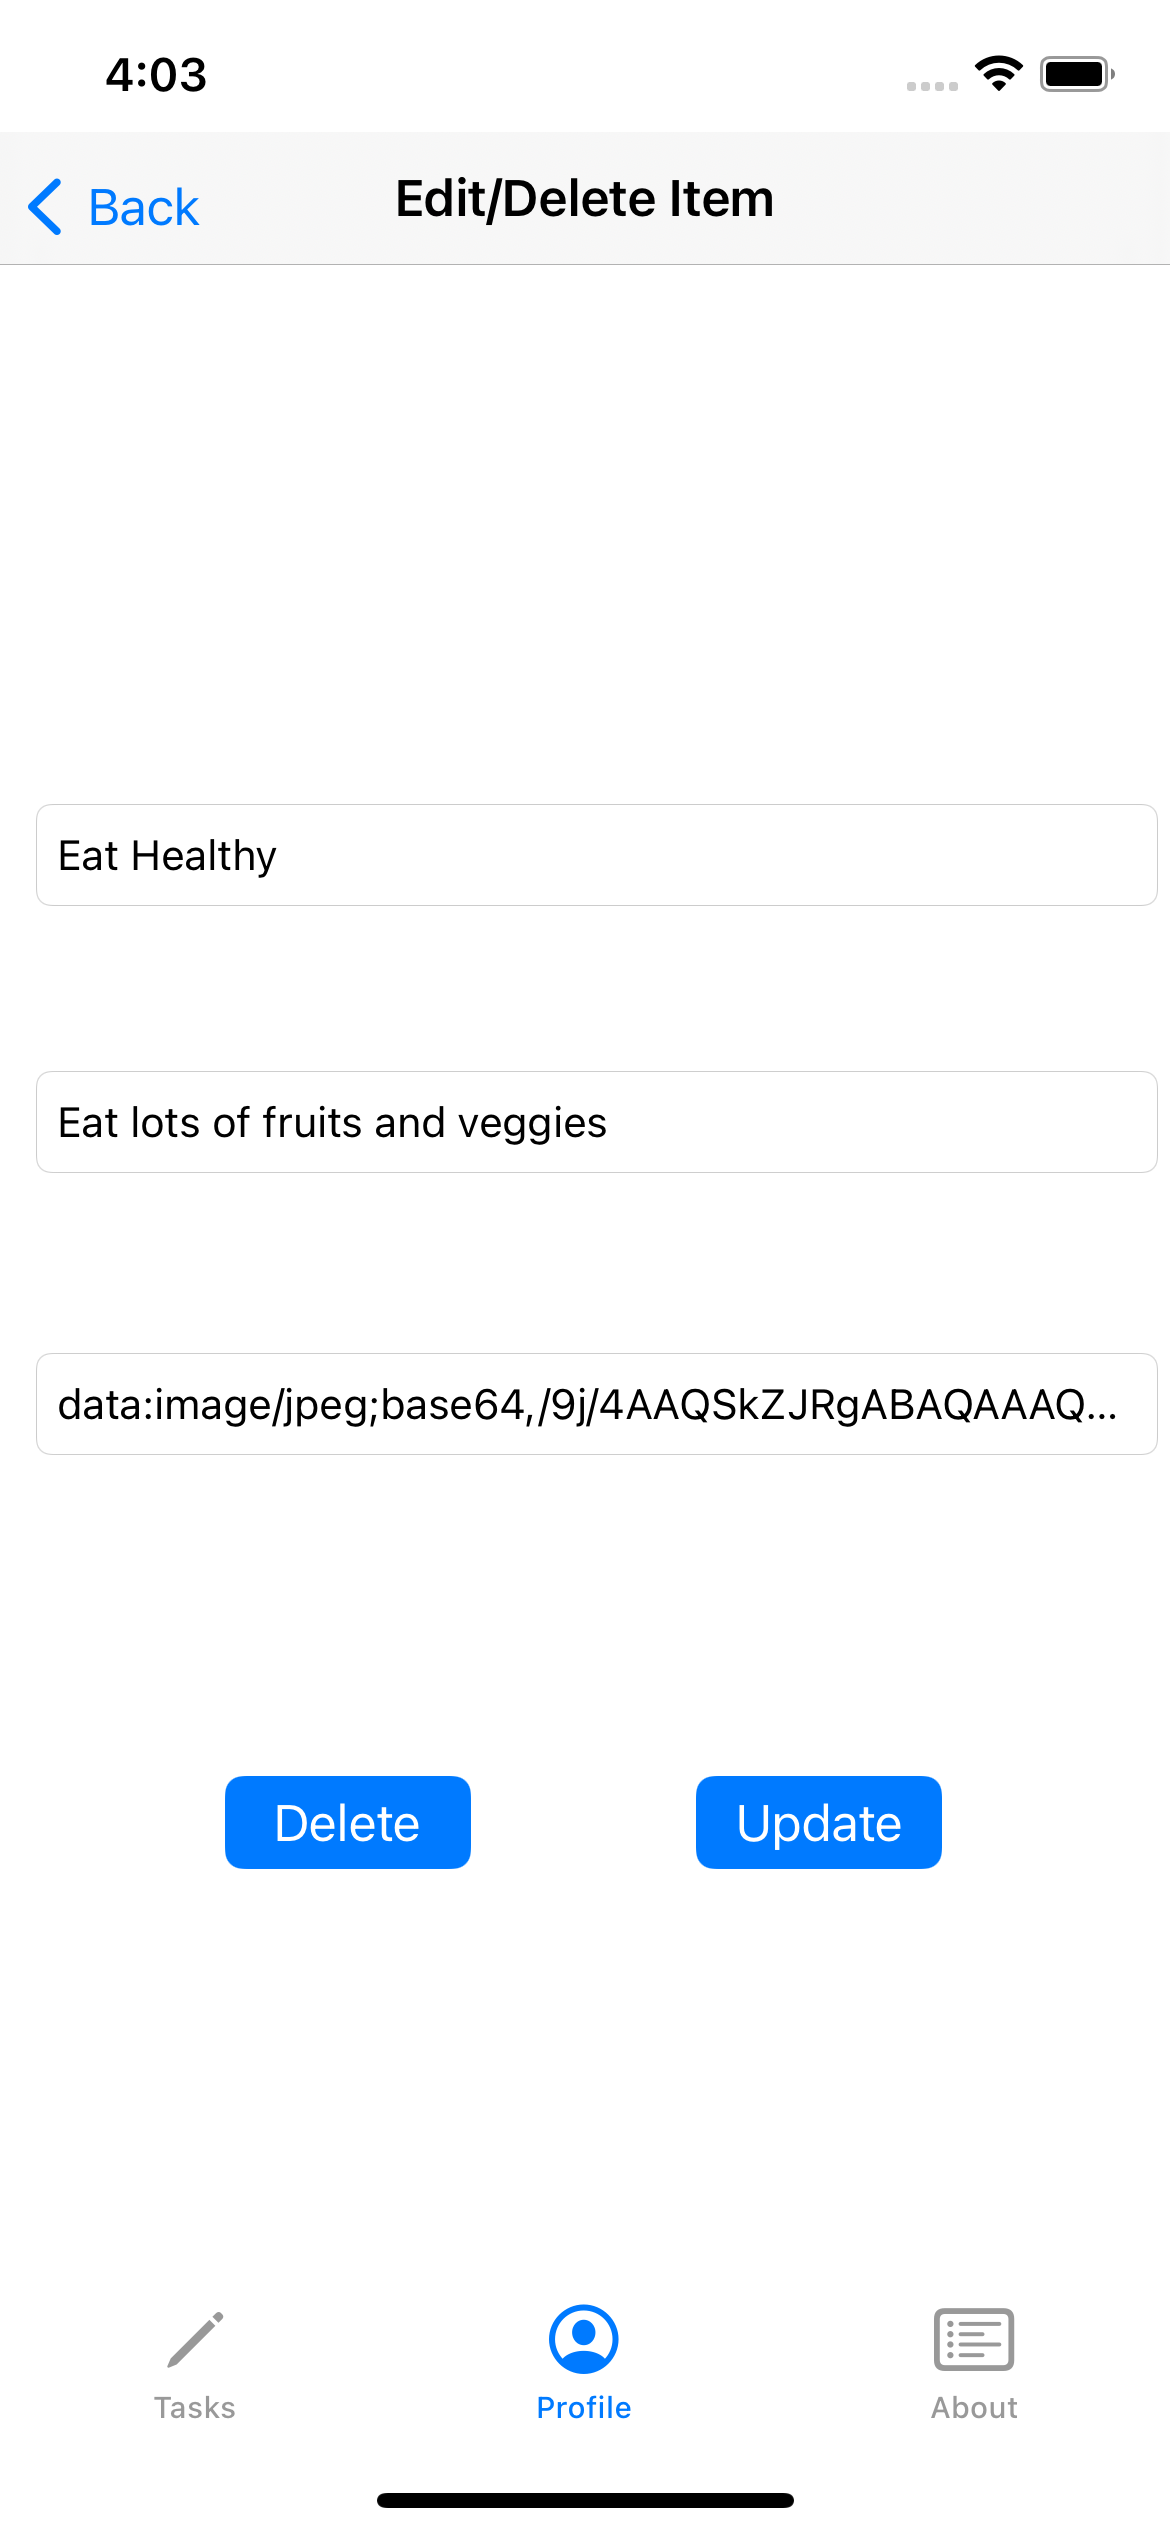 4:03
Back
Edit/Delete Item
Eat Healthy
Eat lots of fruits and veggies
data:image/jpeg;base64,/9j/4AAQSkZJRgABAQAAAQ...
Delete
Update
Tasks
Profile
About